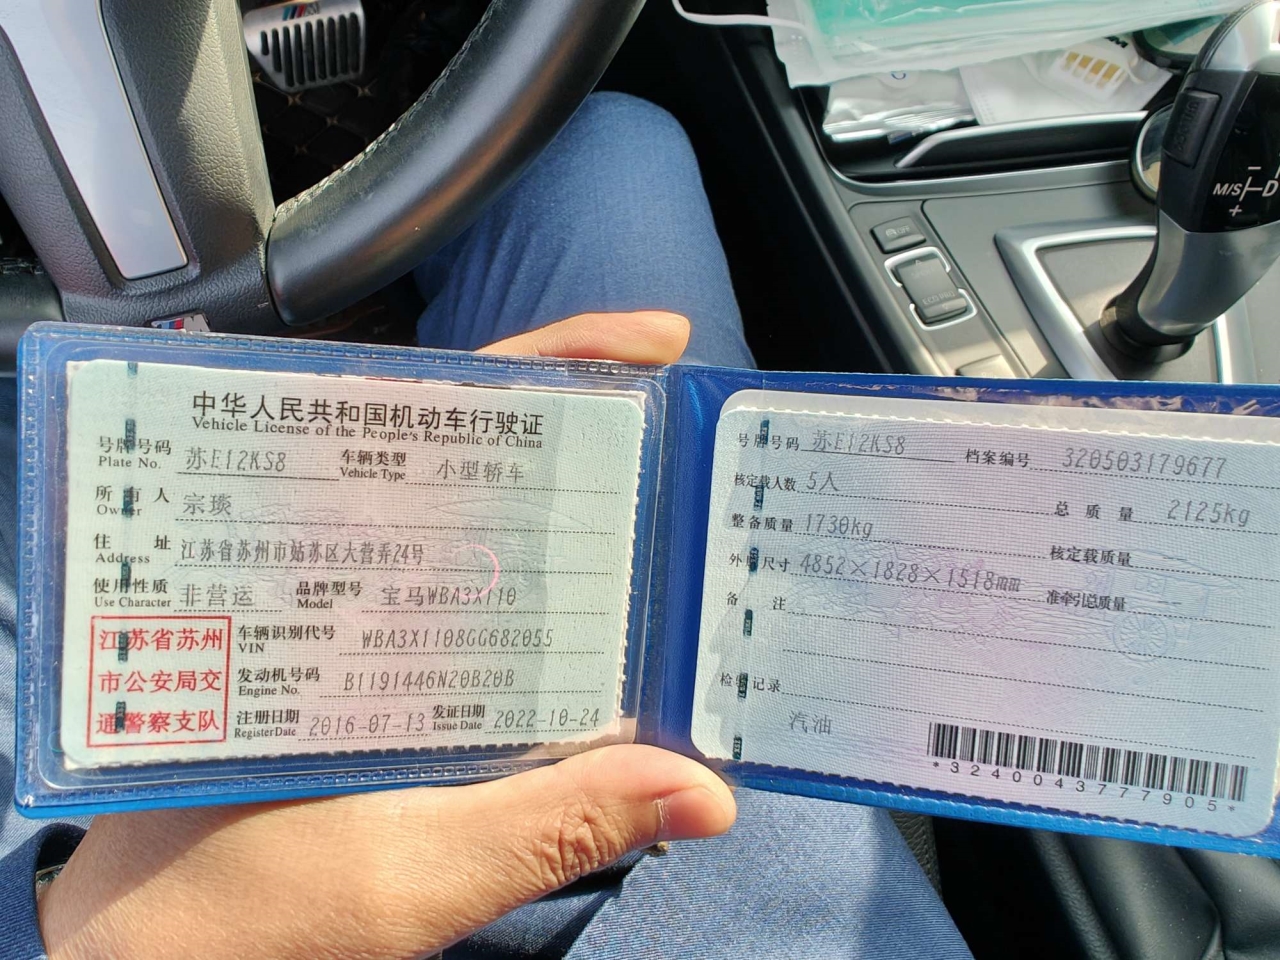 中华人民共和国机动车行驶证
Vehicle License of the People's Republic of China
号牌号码 苏E12KS8 车辆类型 小型轿车
Plate No. Vehicle Type
所有人 宗琰
Owner
住址 江苏省苏州市姑苏区大营弄24号
Address
使用性质 非营运 品牌型号 宝马WBA3X110
Use Character Model
江苏省苏州
市公安局交
通警察支队
车辆识别代号 WBA3X1108GG682055
VIN
发动机号码 B1191446N20B20B
Engine No.
注册日期 2016-07-13 发证日期 2022-10-24
Register Date Issue Date
号牌号码 苏E12KS8 档案编号 320503179677
核定载人数 5人 总质量 2125kg
整备质量 1730kg 核定载质量
外廓尺寸 4852×1828×1518mm 准牵引总质量
备注
检验记录
汽油
*3240043777905*
M/S
D
+
−
OFF
ECO PRO